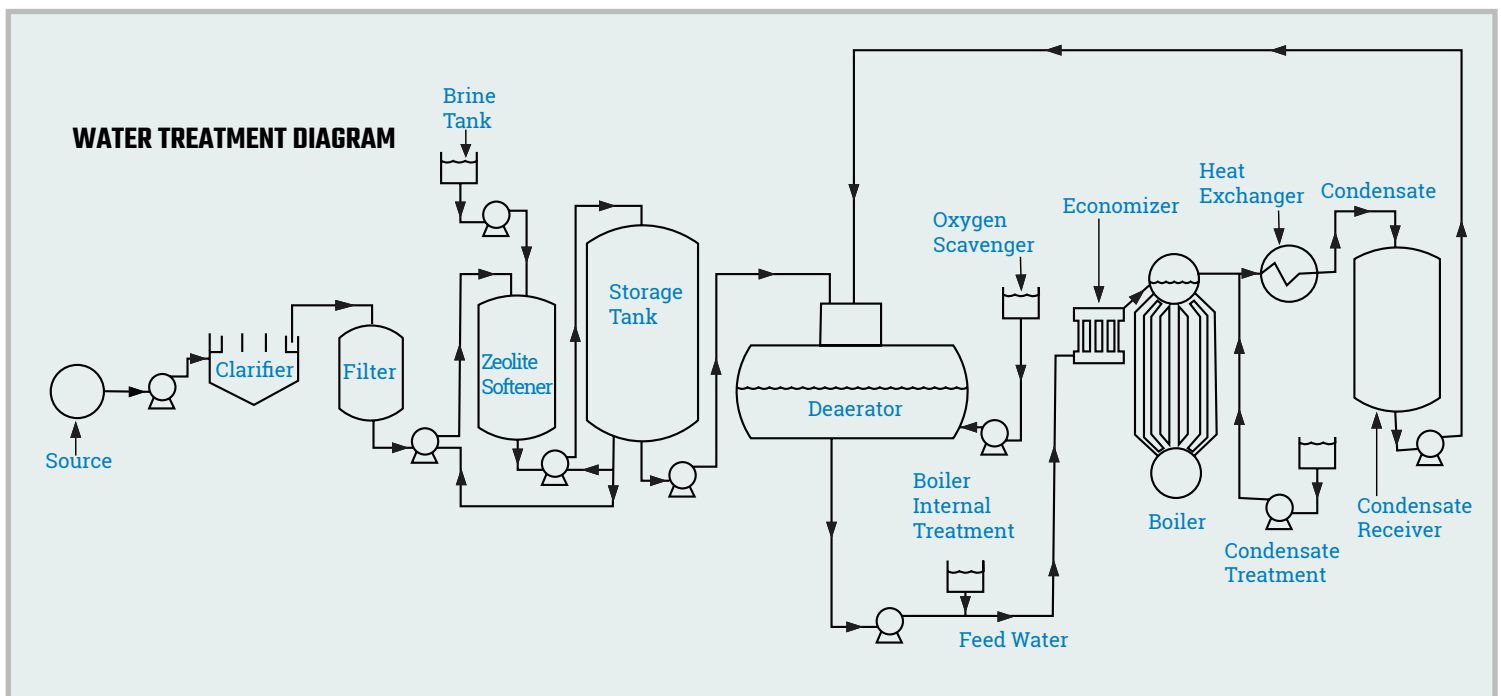 WATER TREATMENT DIAGRAM
Brine
Tank
Source
Clarifier
Filter
Zeolite
Softener
Storage
Tank
Deaerator
Oxygen
Scavenger
Boiler
Internal
Treatment
Feed Water
Economizer
Boiler
Heat
Exchanger
Condensate
Condensate
Treatment
Condensate
Receiver